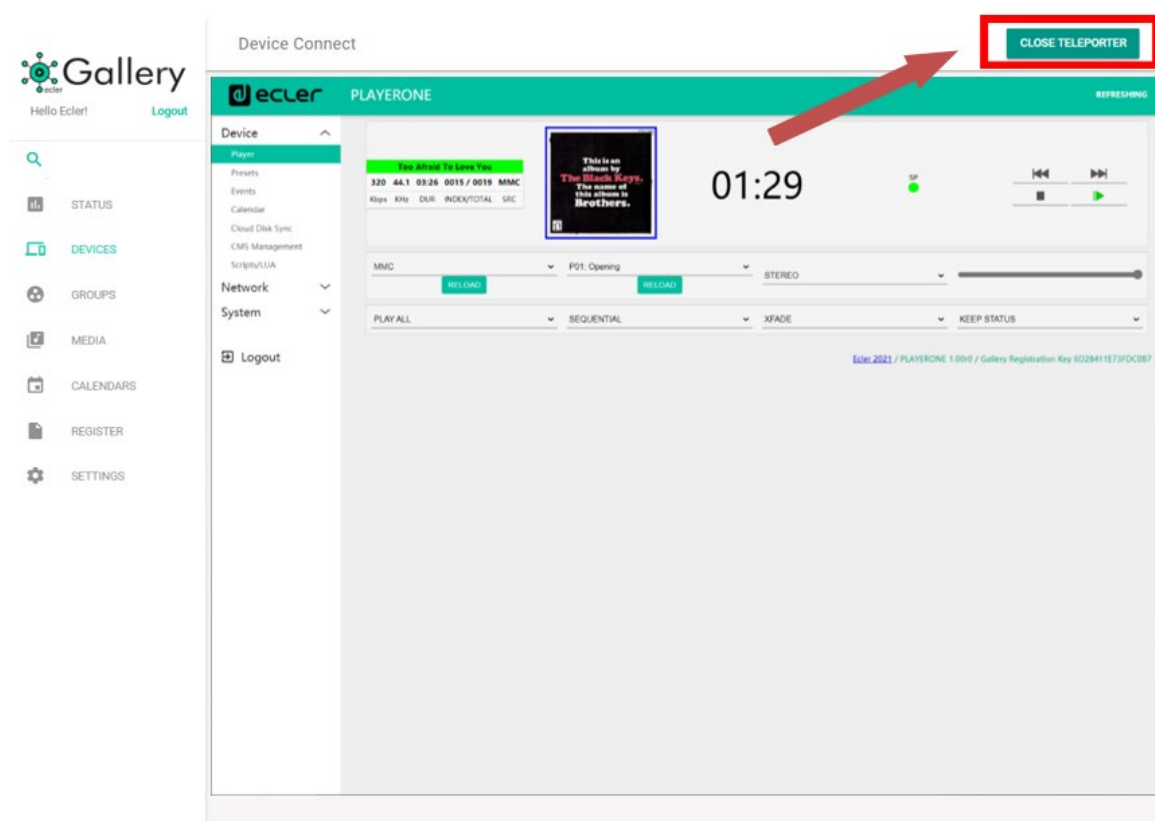 Gallery
ecler
Hello Ecler!
Logout
STATUS
DEVICES
GROUPS
MEDIA
CALENDARS
REGISTER
SETTINGS
Device Connect
CLOSE TELEPORTER
ecler
PLAYERONE
REFRESHING
Device
Player
Presets
Events
Calendar
Cloud Disk Sync
CMS Management
Scripts/LUA
Network
System
Logout
Too Afraid To Love You
320 44.1 03:26 0015 / 0019 MMC
Kbps KHz DUR INDEX/TOTAL SRC
This is an
album by
The Black Keys.
The name of
this album is
Brothers.
01:29
SP
MMC
RELOAD
P01: Opening
RELOAD
STEREO
PLAY ALL
SEQUENTIAL
XFADE
KEEP STATUS
Ecler 2021 / PLAYERONE 1.00r0 / Gallery Registration Key 6D28411E73FDC0B7